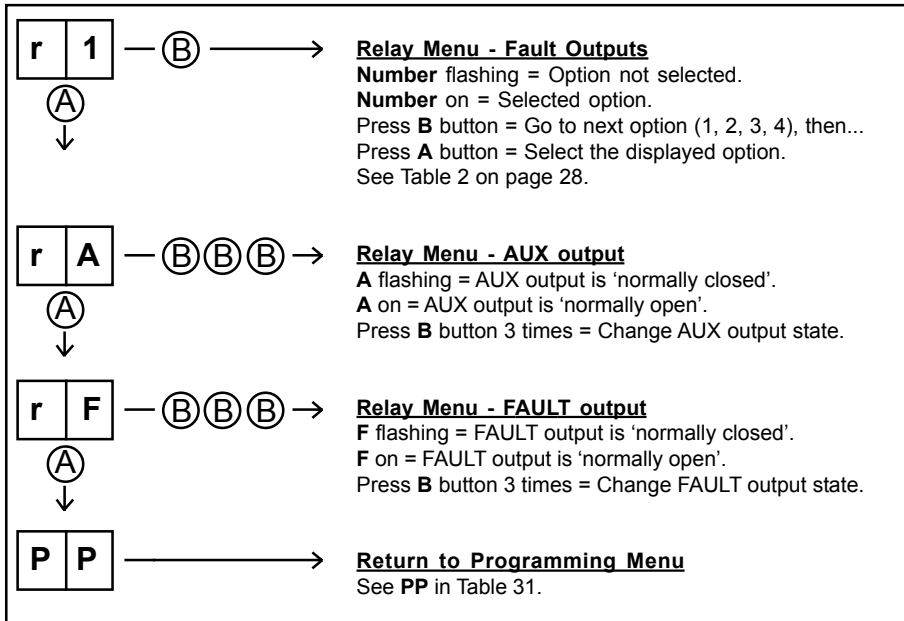 r 1 B Relay Menu - Fault Outputs
Number flashing = Option not selected.
A Number on = Selected option.
Press B button = Go to next option (1, 2, 3, 4), then...
Press A button = Select the displayed option.
See Table 2 on page 28.
r A B B B Relay Menu - AUX output
A flashing = AUX output is ‘normally closed’.
A A on = AUX output is ‘normally open’.
Press B button 3 times = Change AUX output state.
r F B B B Relay Menu - FAULT output
F flashing = FAULT output is ‘normally closed’.
A F on = FAULT output is ‘normally open’.
Press B button 3 times = Change FAULT output state.
P P Return to Programming Menu
See PP in Table 31.